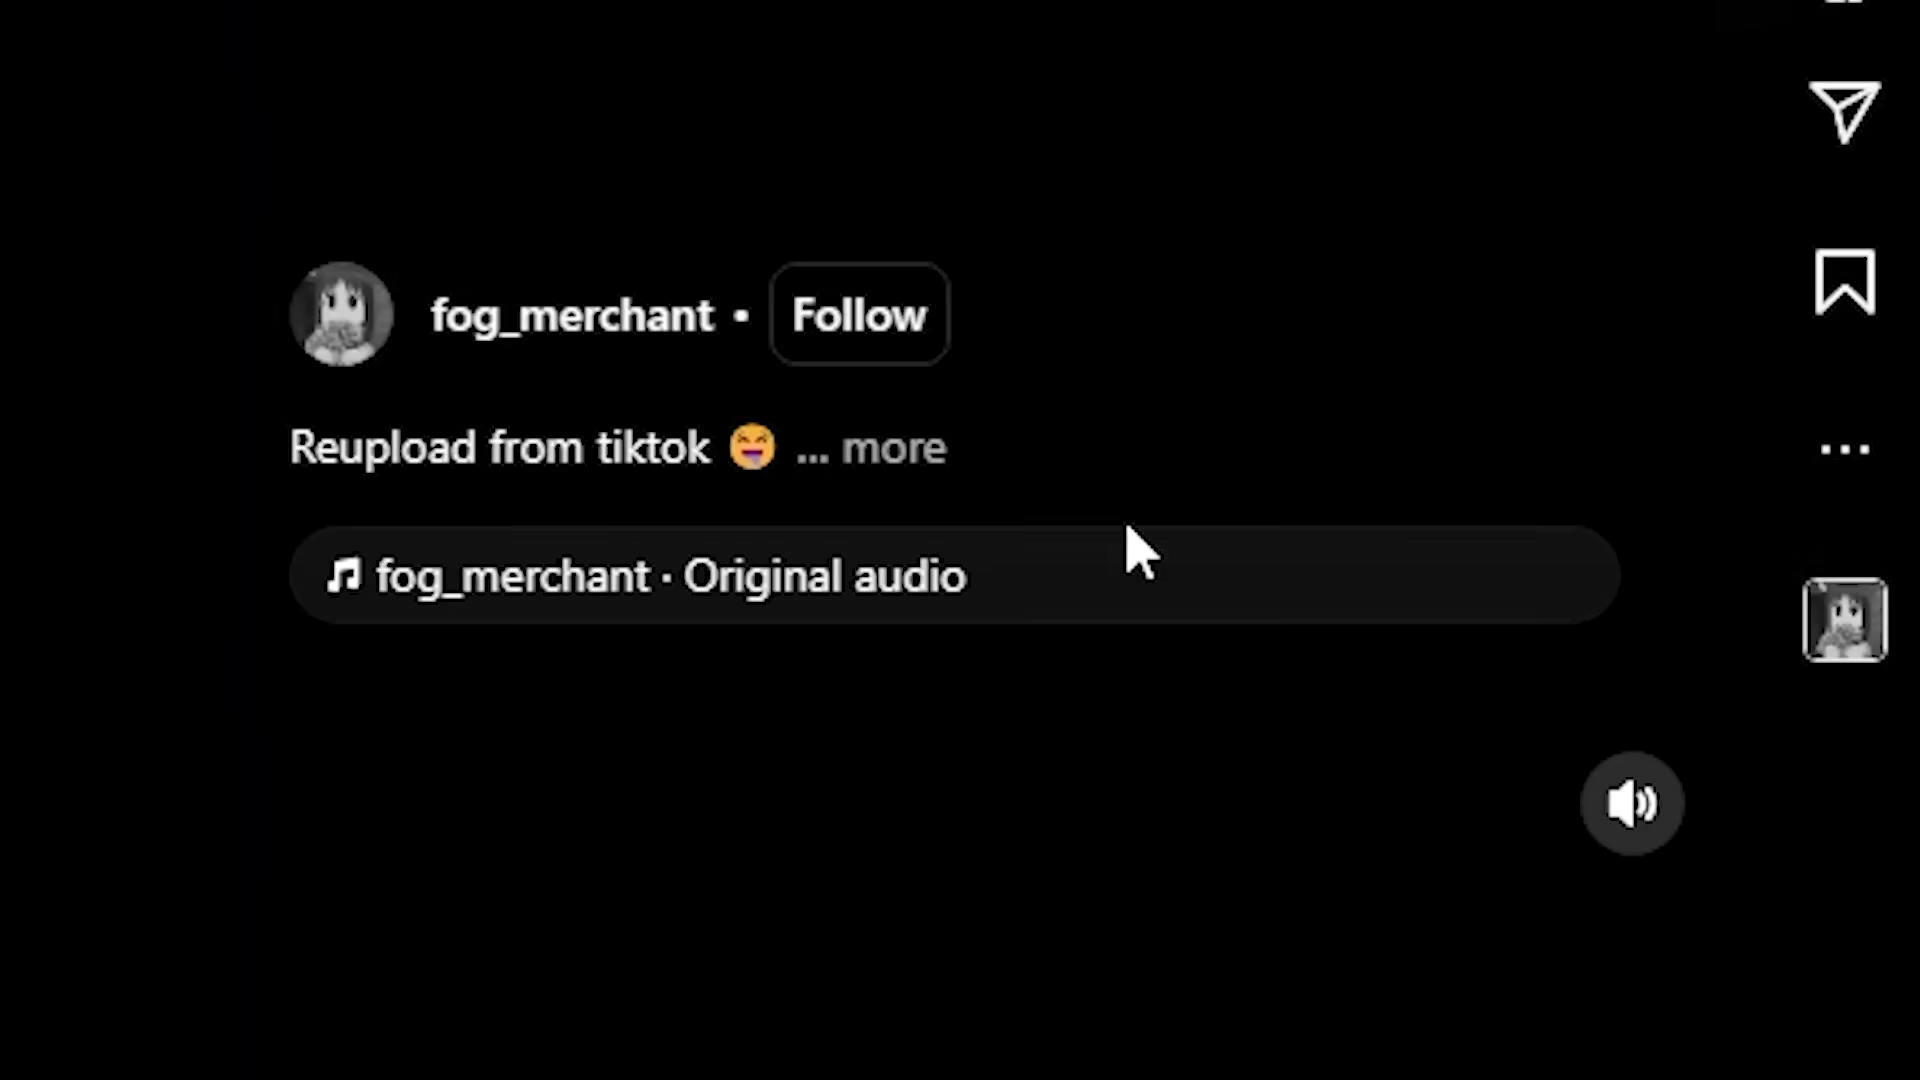 fog_merchant • Follow
Reupload from tiktok 😝 ... more
fog_merchant · Original audio